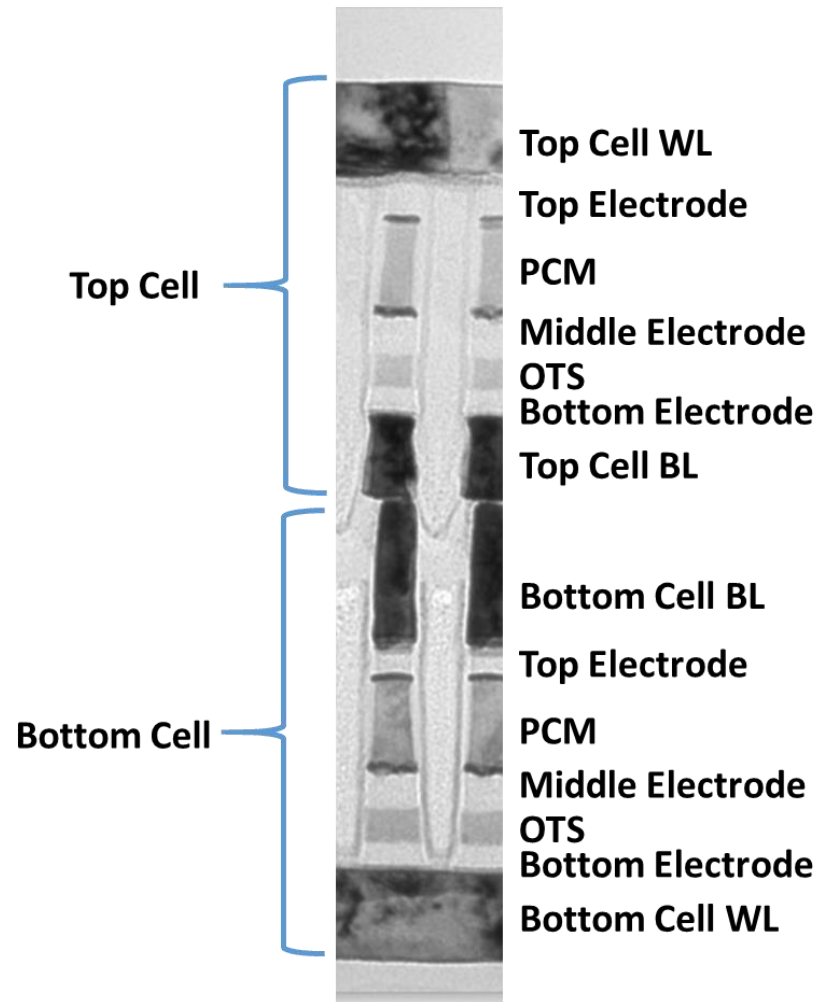 Top Cell WL
Top Electrode
Top Cell
PCM
Middle Electrode
OTS
Bottom Electrode
Top Cell BL
Bottom Cell BL
Top Electrode
Bottom Cell
PCM
Middle Electrode
OTS
Bottom Electrode
Bottom Cell WL